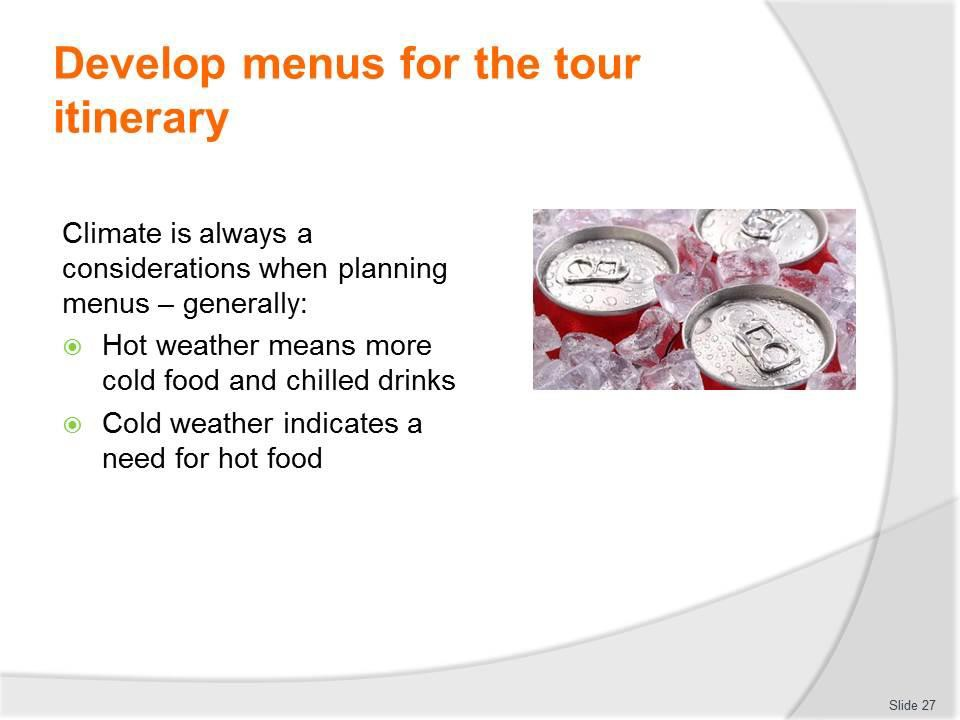 Develop menus for the tour
itinerary
Climate is always a
considerations when planning
menus – generally:
Hot weather means more
cold food and chilled drinks
Cold weather indicates a
need for hot food
Slide 27